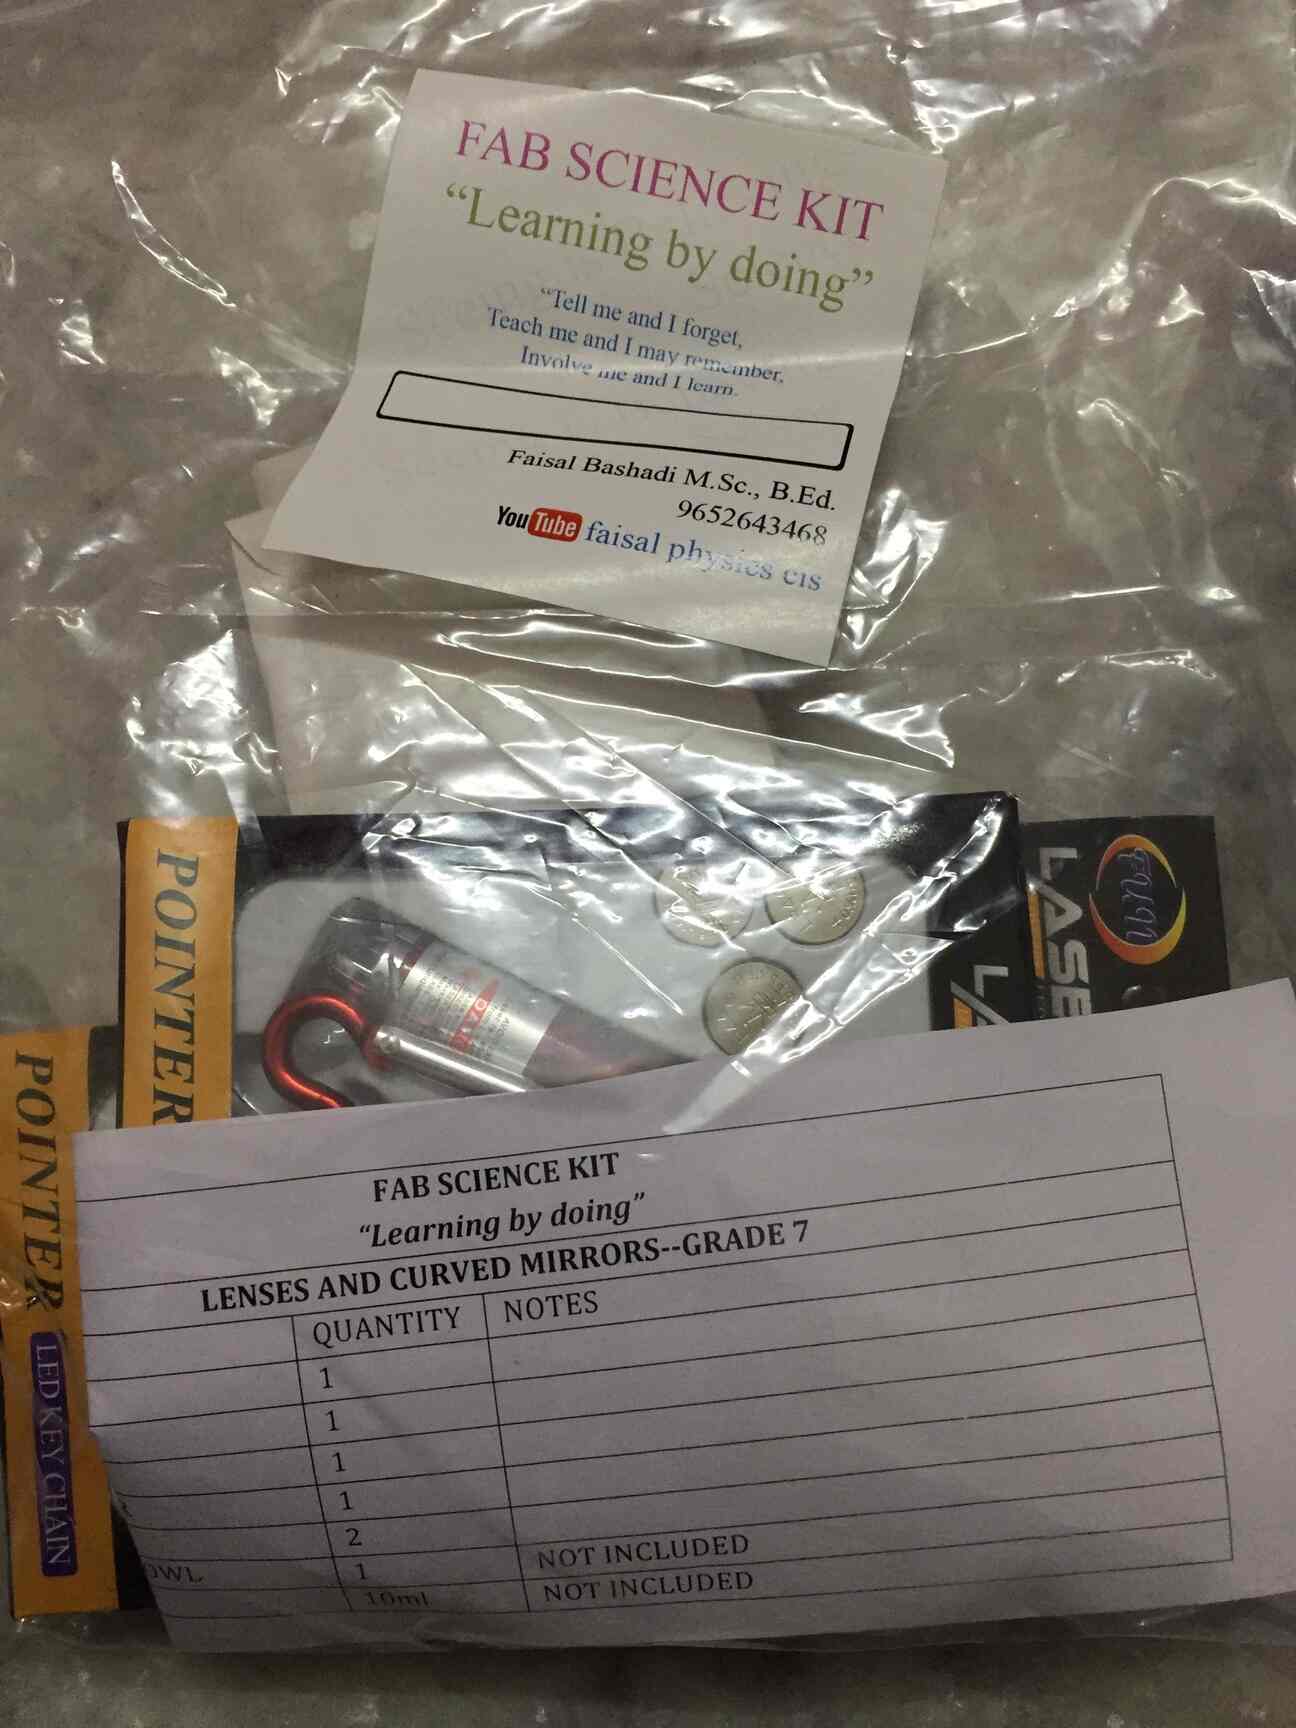 FAB SCIENCE KIT
“Learning by doing”
“Tell me and I forget,
Teach me and I may remember,
Involve me and I learn.
Faisal Bashadi M.Sc., B.Ed.
9652643468
YouTube faisal physics cis
POINTER
LASE
LA
POINTER
LED KEY CHAIN
FAB SCIENCE KIT
“Learning by doing”
LENSES AND CURVED MIRRORS--GRADE 7
QUANTITY NOTES
1
1
1
1
2
OWL 1 NOT INCLUDED
10ml NOT INCLUDED